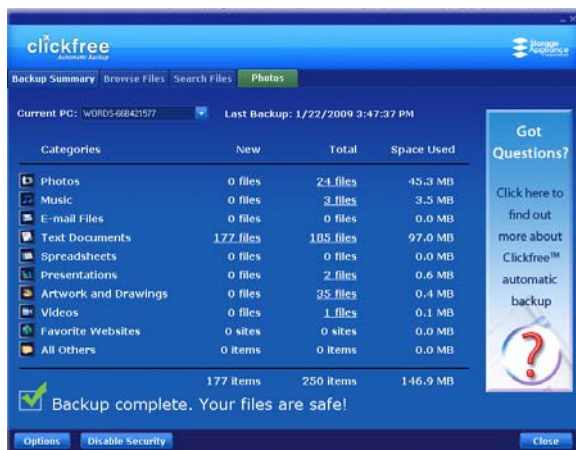 clickfree
Automatic Backup
Storage Appliance Corporation
Backup Summary Browse Files Search Files Photos
Current PC: WORDS-668421577 Last Backup: 1/22/2009 3:47:37 PM
Categories New Total Space Used
Photos 0 files 24 files 45.3 MB
Music 0 files 3 files 3.5 MB
E-mail Files 0 files 0 files 0.0 MB
Text Documents 177 files 185 files 97.0 MB
Spreadsheets 0 files 0 files 0.0 MB
Presentations 0 files 2 files 0.6 MB
Artwork and Drawings 0 files 35 files 0.4 MB
Videos 0 files 1 files 0.1 MB
Favorite Websites 0 sites 0 sites 0.0 MB
All Others 0 items 0 items 0.0 MB
177 items 250 items 146.9 MB
Backup complete. Your files are safe!
Got
Questions?
Click here to
find out
more about
Clickfree™
automatic
backup
?
Options Disable Security Close